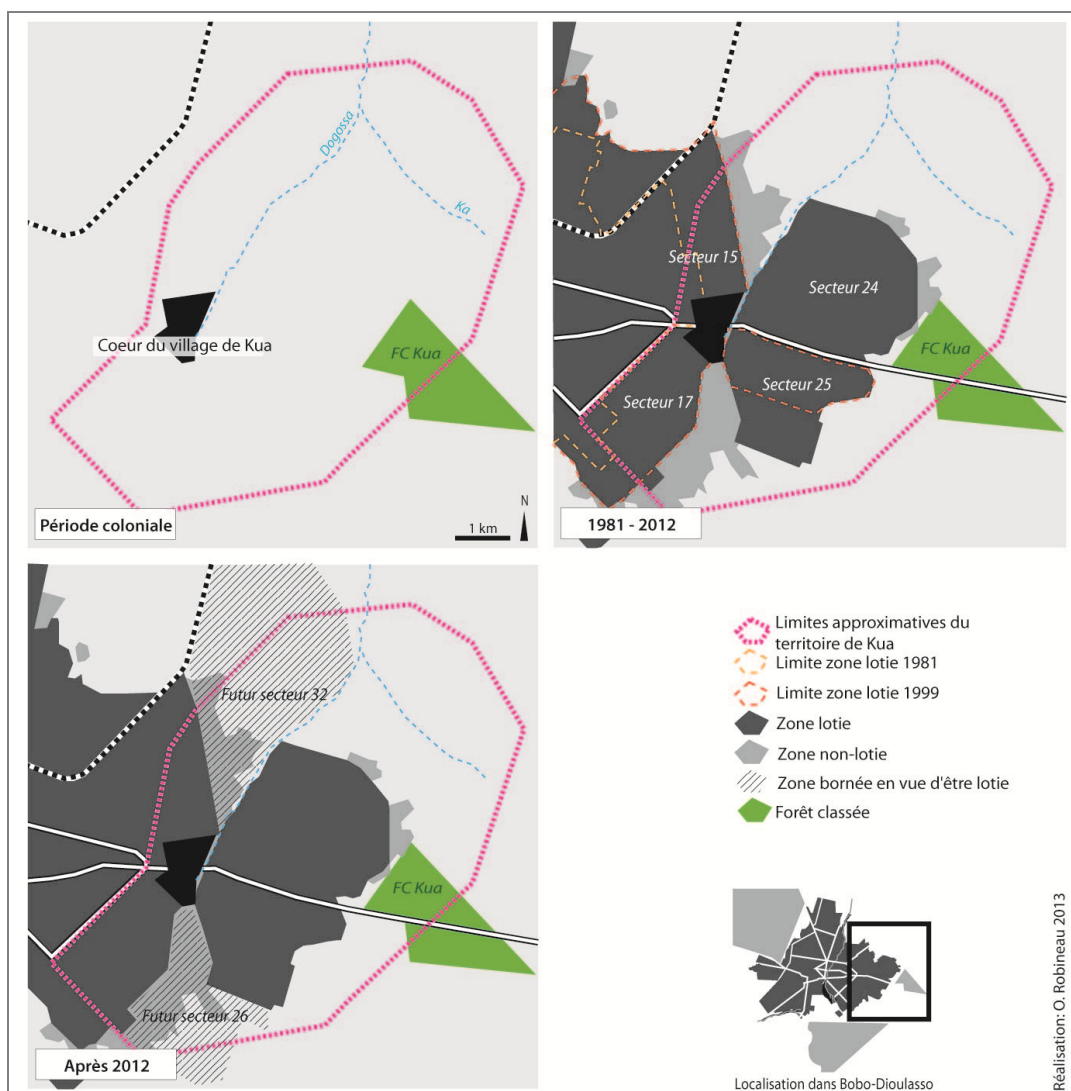 Dogossa
Ka
Coeur du village de Kua
FC Kua
Période coloniale
1 km
N
Secteur 15
Secteur 24
FC Kua
Secteur 25
Secteur 17
1981 - 2012
Futur secteur 32
FC Kua
Futur secteur 26
Après 2012
Limites approximatives du
territoire de Kua
Limite zone lotie 1981
Limite zone lotie 1999
Zone lotie
Zone non-lotie
Zone bornée en vue d'être lotie
Forêt classée
Localisation dans Bobo-Dioulasso
Réalisation: O. Robineau 2013